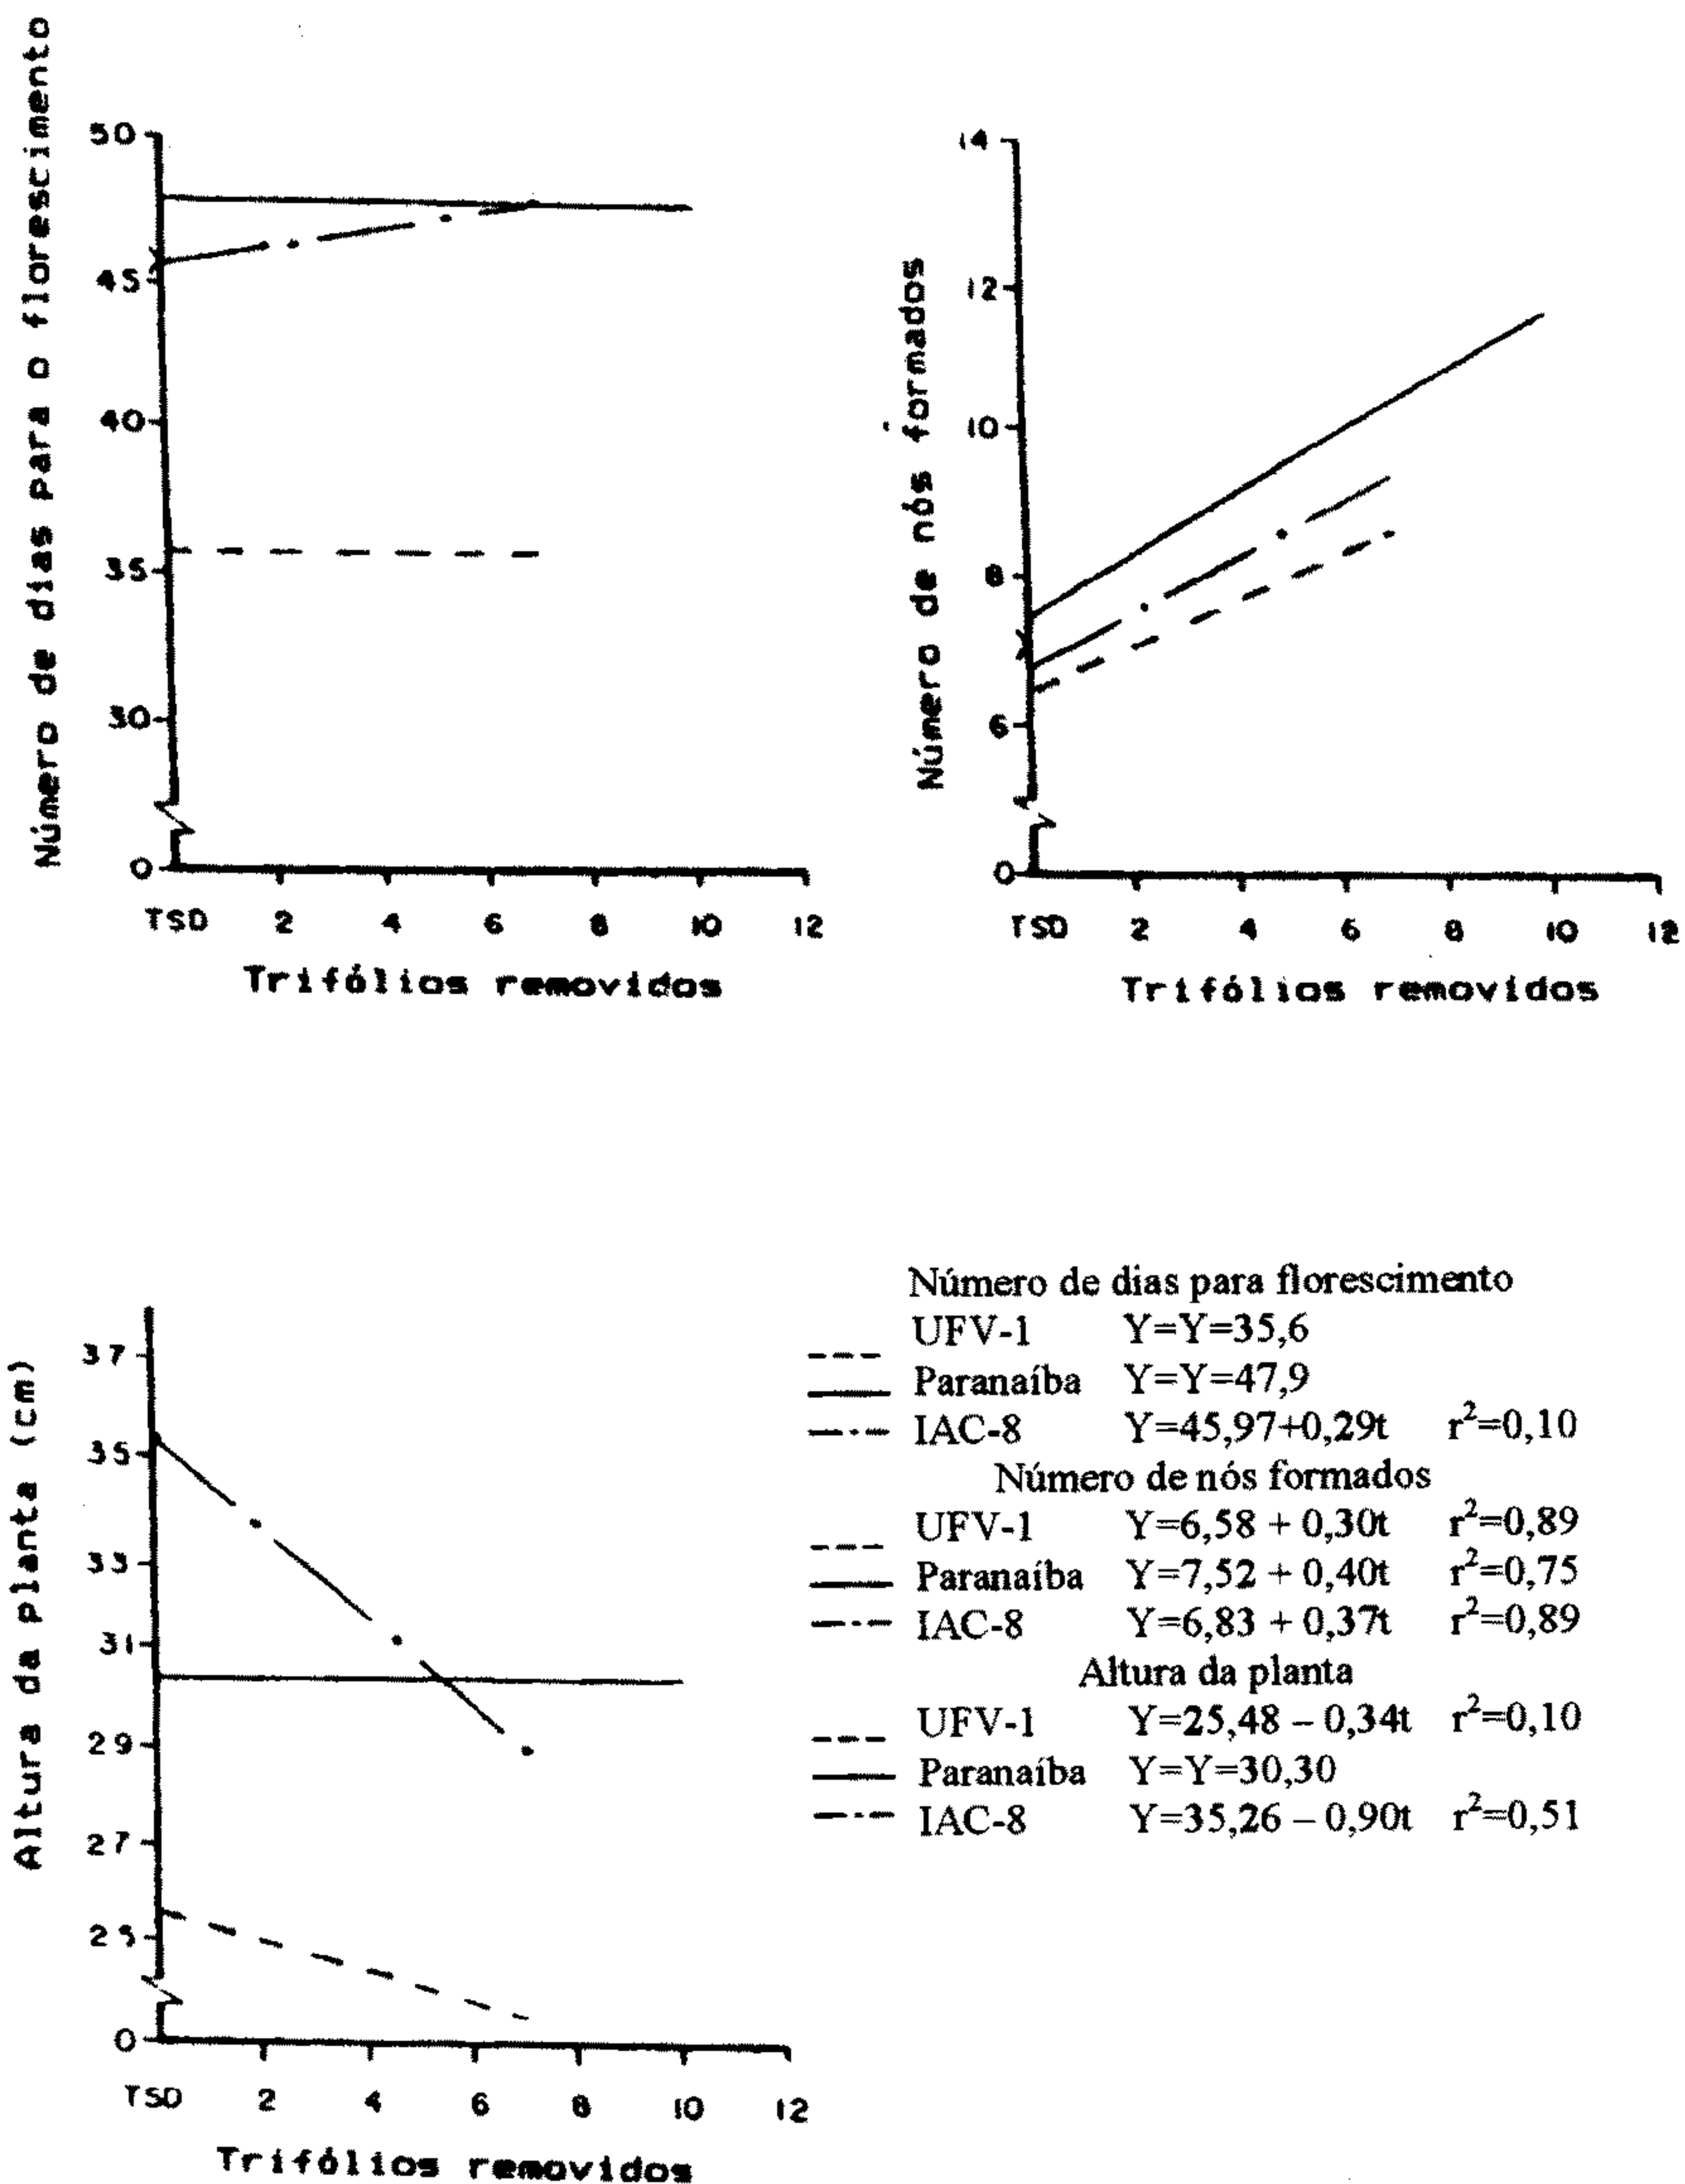 Número de dias para o florescimento
50
45
40
35
30
0
TSD 2 4 6 8 10 12
Trifólios removidos
Número de nós formados
14
12
10
8
6
0
TSD 2 4 6 8 10 12
Trifólios removidos
Altura da planta (cm)
37
35
33
31
29
27
25
0
TSD 2 4 6 8 10 12
Trifólios removidos
Número de dias para florescimento
UFV-1 Y=Y=35,6
Paranaíba Y=Y=47,9
IAC-8 Y=45,97+0,29t r²=0,10
Número de nós formados
UFV-1 Y=6,58 + 0,30t r²=0,89
Paranaíba Y=7,52 + 0,40t r²=0,75
IAC-8 Y=6,83 + 0,37t r²=0,89
Altura da planta
UFV-1 Y=25,48 – 0,34t r²=0,10
Paranaíba Y=Y=30,30
IAC-8 Y=35,26 – 0,90t r²=0,51